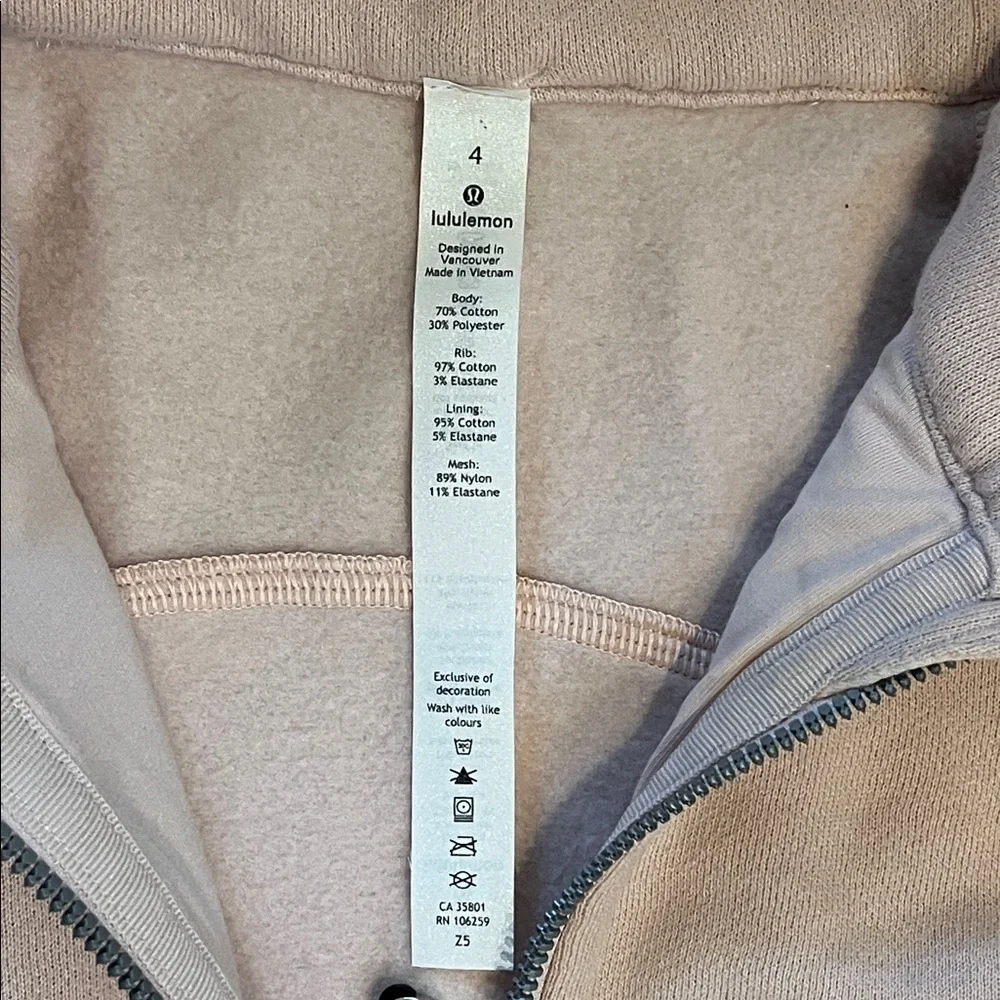 4
lululemon
Designed in
Vancouver
Made in Vietnam
Body:
70% Cotton
30% Polyester
Rib:
97% Cotton
3% Elastane
Lining:
95% Cotton
5% Elastane
Mesh:
89% Nylon
11% Elastane
Exclusive of
decoration
Wash with like
colours
30C
CA 35801
RN 106259
Z5